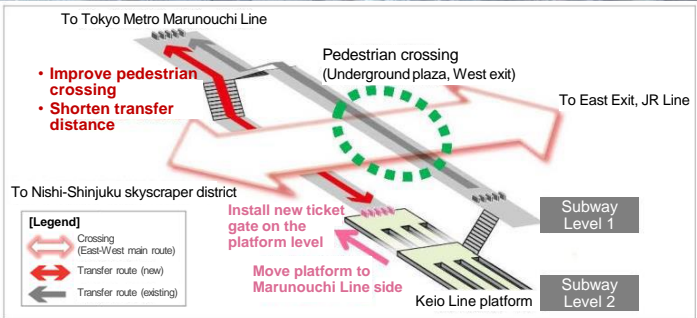 To Tokyo Metro Marunouchi Line
Pedestrian crossing
(Underground plaza, West exit)
• Improve pedestrian
crossing
• Shorten transfer
distance
To East Exit, JR Line
To Nishi-Shinjuku skyscraper district
Install new ticket
gate on the
platform level
Subway
Level 1
[Legend]
Crossing
(East-West main route)
Transfer route (new)
Transfer route (existing)
Move platform to
Marunouchi Line side
Keio Line platform
Subway
Level 2